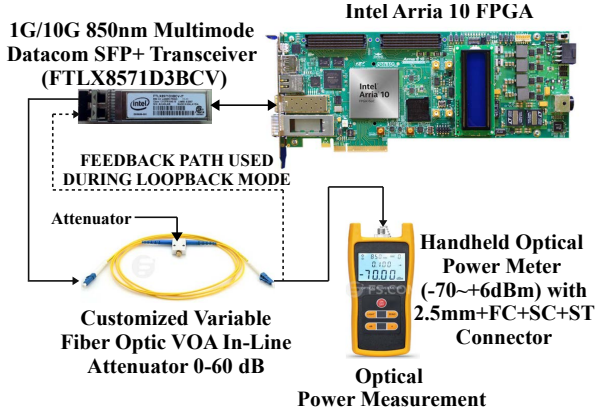 Intel Arria 10 FPGA
1G/10G 850nm Multimode
Datacom SFP+ Transceiver
(FTLX8571D3BCV)
intel
Intel
Arria 10
FEEDBACK PATH USED
DURING LOOPBACK MODE
Attenuator
-70.00
FS.COM
Handheld Optical
Power Meter
(-70~+6dBm) with
2.5mm+FC+SC+ST
Connector
Customized Variable
Fiber Optic VOA In-Line
Attenuator 0-60 dB
Optical
Power Measurement